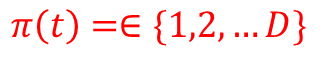 π(t) =∈ {1,2, … D}